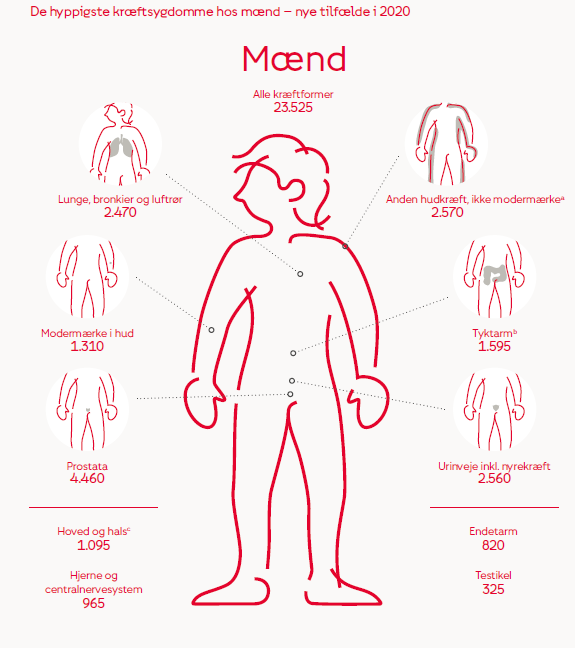 De hyppigste kræftsygdomme hos mænd – nye tilfælde i 2020
Mænd
Alle kræftformer
23.525
Lunge, bronkier og luftrør
2.470
Anden hudkræft, ikke modermærkeᵃ
2.570
Modermærke i hud
1.310
Tyktarmᵇ
1.595
Prostata
4.460
Urinveje inkl. nyrekræft
2.560
Hoved og halsᶜ
1.095
Endetarm
820
Hjerne og
centralnervesystem
965
Testikel
325